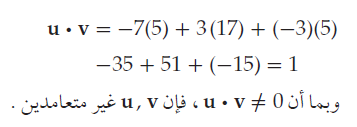 u • v = −7(5) + 3(17) + (−3)(5)
−35 + 51 + (−15) = 1
وبما أن u • v ≠ 0 ، فإن u, v غير متعامدين .